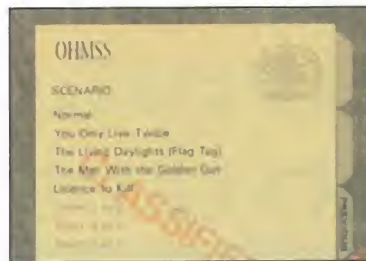 OHMSS
SCENARIO:
Normal
You Only Live Twice
The Living Daylights (Flag Tag)
The Man With the Golden Gun
Licence to Kill
CLASSIFIED